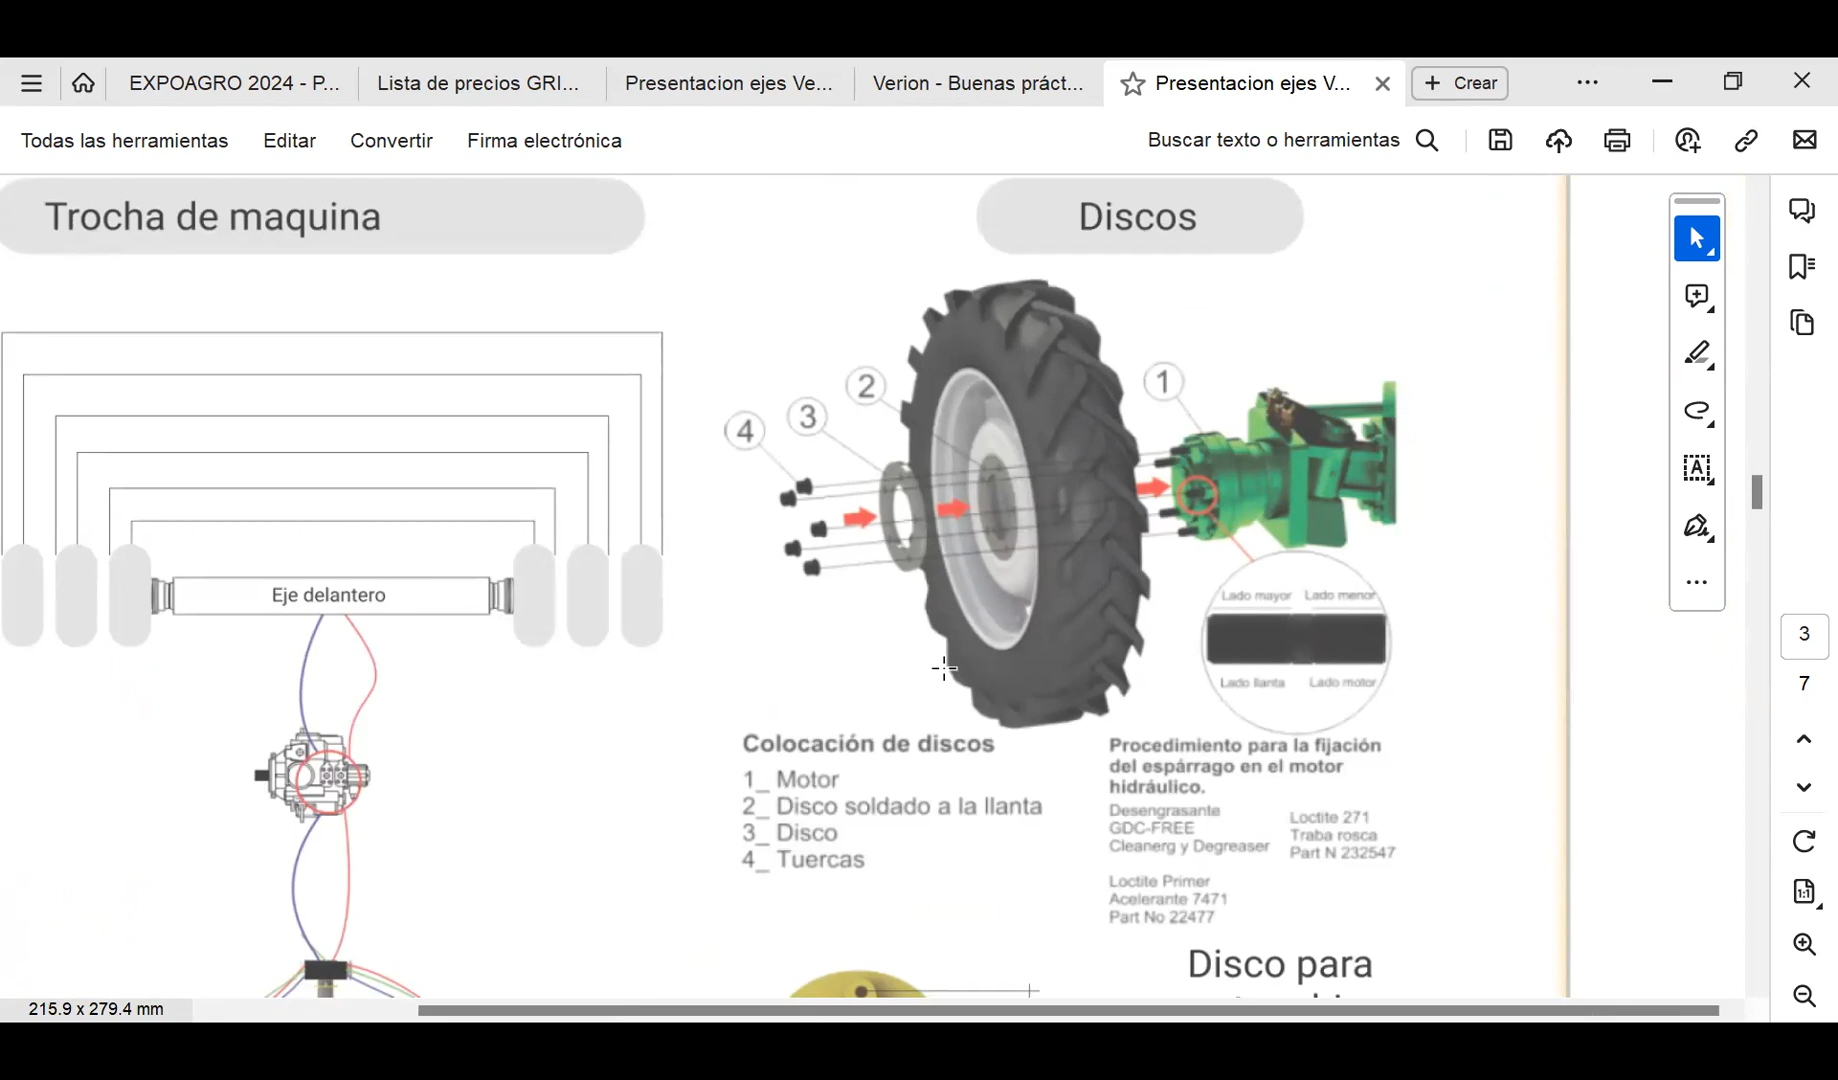 EXPOAGRO 2024 - P...
Lista de precios GRI...
Presentacion ejes Ve...
Verion - Buenas práct...
Presentacion ejes V...
Crear
Todas las herramientas
Editar
Convertir
Firma electrónica
Buscar texto o herramientas
Trocha de maquina
Discos
1
2
3
4
Eje delantero
Lado mayor
Lado menor
Lado llanta
Lado motor
Colocación de discos
1_ Motor
2_ Disco soldado a la llanta
3_ Disco
4_ Tuercas
Procedimiento para la fijación
del espárrago en el motor
hidráulico.
Desengrasante
GDC-FREE
Cleanerg y Degreaser
Loctite 271
Traba rosca
Part N 232547
Loctite Primer
Acelerante 7471
Part No 22477
Disco para
3
7
215.9 x 279.4 mm